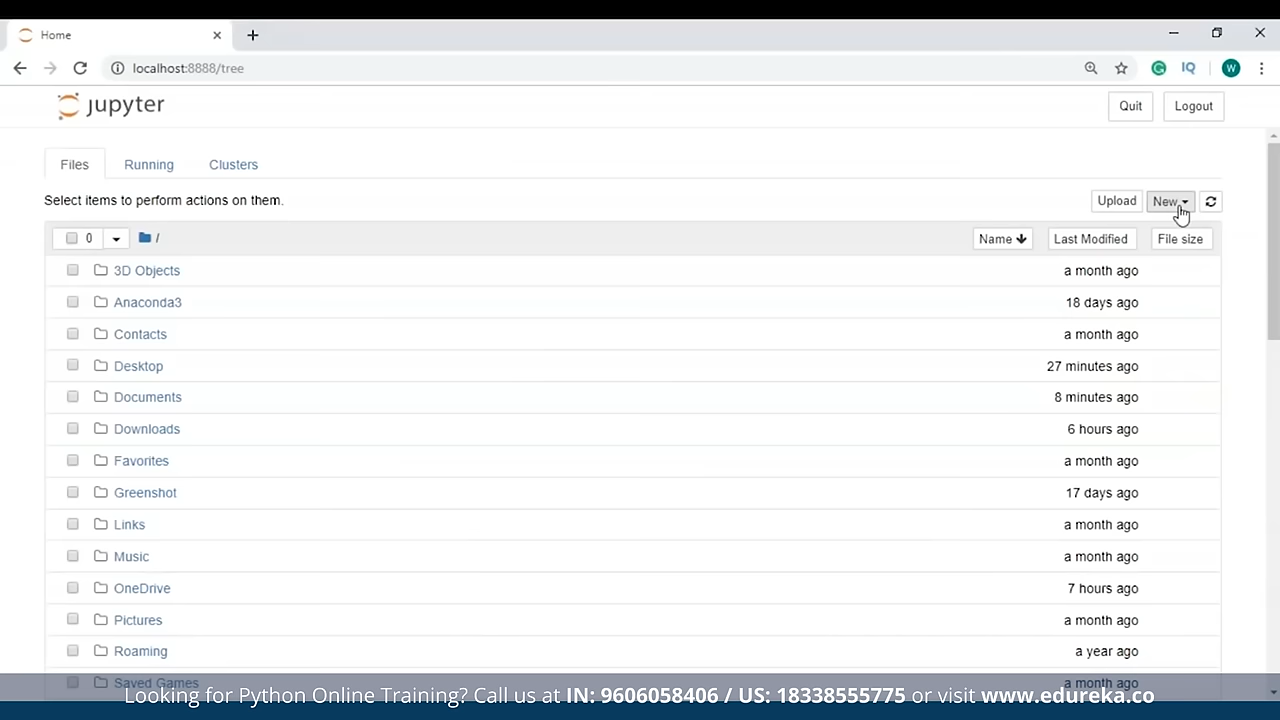 Home
localhost:8888/tree
IQ
W
jupyter
Quit
Logout
Files
Running
Clusters
Select items to perform actions on them.
Upload
New
0
/
Name
Last Modified
File size
3D Objects a month ago
Anaconda3 18 days ago
Contacts a month ago
Desktop 27 minutes ago
Documents 8 minutes ago
Downloads 6 hours ago
Favorites a month ago
Greenshot 17 days ago
Links a month ago
Music a month ago
OneDrive 7 hours ago
Pictures a month ago
Roaming a year ago
Saved Games a month ago
Looking for Python Online Training? Call us at IN: 9606058406 / US: 18338555775 or visit www.edureka.co